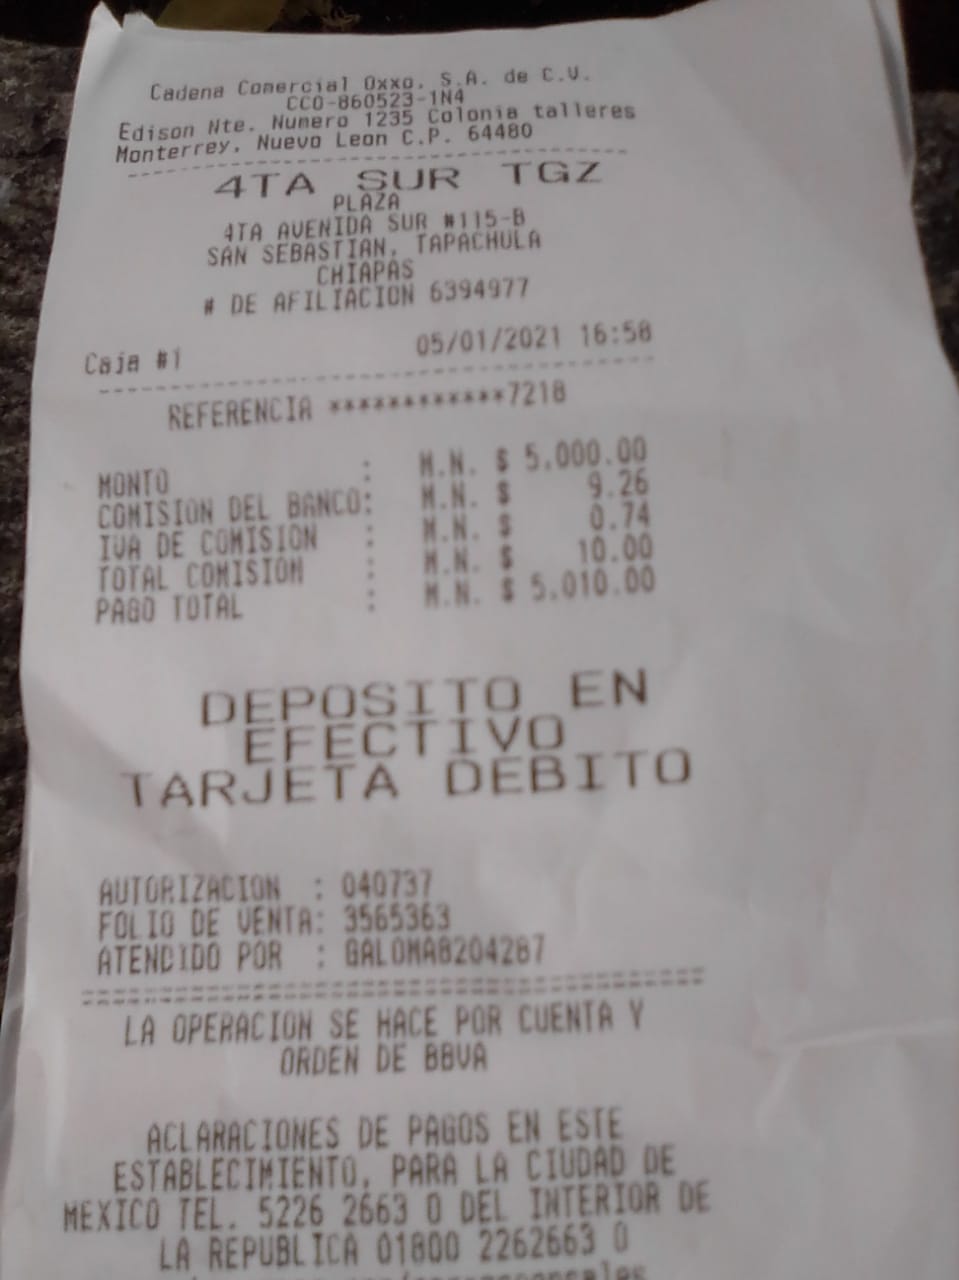 Cadena Comercial Oxxo, S.A. de C.V.
CCO-860523-1N4
Edison Nte. Numero 1235 Colonia talleres
Monterrey, Nuevo Leon C.P. 64480
4TA SUR TGZ
PLAZA
4TA AVENIDA SUR #115-B
SAN SEBASTIAN, TAPACHULA
CHIAPAS
# DE AFILIACION 6394977
Caja #1 05/01/2021 16:58
REFERENCIA ************7218
MONTO : M.N. $ 5,000.00
COMISION DEL BANCO: M.N. $ 9.26
IVA DE COMISION : M.N. $ 0.74
TOTAL COMISION : M.N. $ 10.00
PAGO TOTAL : M.N. $ 5,010.00
DEPOSITO EN
EFECTIVO
TARJETA DEBITO
AUTORIZACION : 040737
FOLIO DE VENTA: 3565363
ATENDIDO POR : GALOMA8204287
LA OPERACION SE HACE POR CUENTA Y
ORDEN DE BBVA
ACLARACIONES DE PAGOS EN ESTE
ESTABLECIMIENTO, PARA LA CIUDAD DE
MEXICO TEL. 5226 2663 O DEL INTERIOR DE
LA REPUBLICA 01800 2262663 O